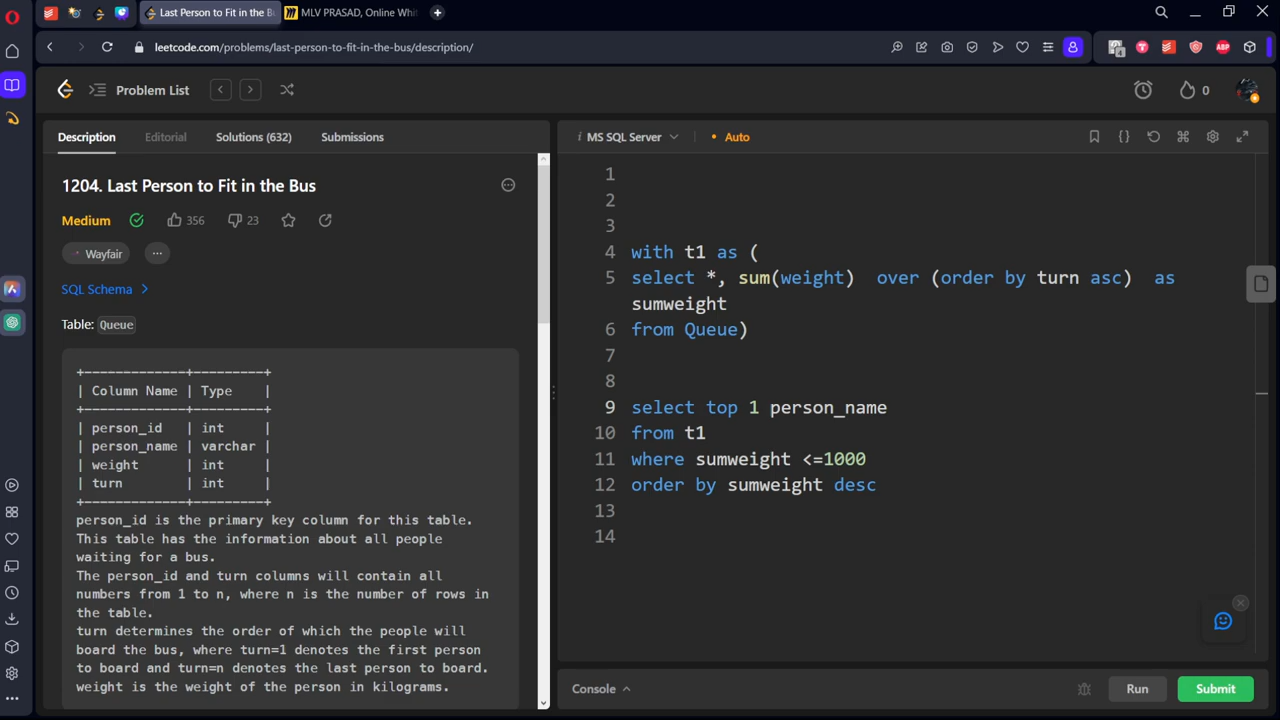 Last Person to Fit in the Bu
MLV PRASAD, Online Whit
leetcode.com/problems/last-person-to-fit-in-the-bus/description/
ABP
Problem List
0
Description
Editorial
Solutions (632)
Submissions
1204. Last Person to Fit in the Bus
Medium
356
23
Wayfair
...
SQL Schema
Table: Queue
+-------------+---------+
| Column Name | Type    |
+-------------+---------+
| person_id   | int     |
| person_name | varchar |
| weight      | int     |
| turn        | int     |
+-------------+---------+
person_id is the primary key column for this table.
This table has the information about all people
waiting for a bus.
The person_id and turn columns will contain all
numbers from 1 to n, where n is the number of rows in
the table.
turn determines the order of which the people will
board the bus, where turn=1 denotes the first person
to board and turn=n denotes the last person to board.
weight is the weight of the person in kilograms.
i MS SQL Server
• Auto
1
2
3
4 with t1 as (
5 select *, sum(weight)  over (order by turn asc)  as
sumweight
6 from Queue)
7
8
9 select top 1 person_name
10 from t1
11 where sumweight <=1000
12 order by sumweight desc
13
14
Console
Run
Submit